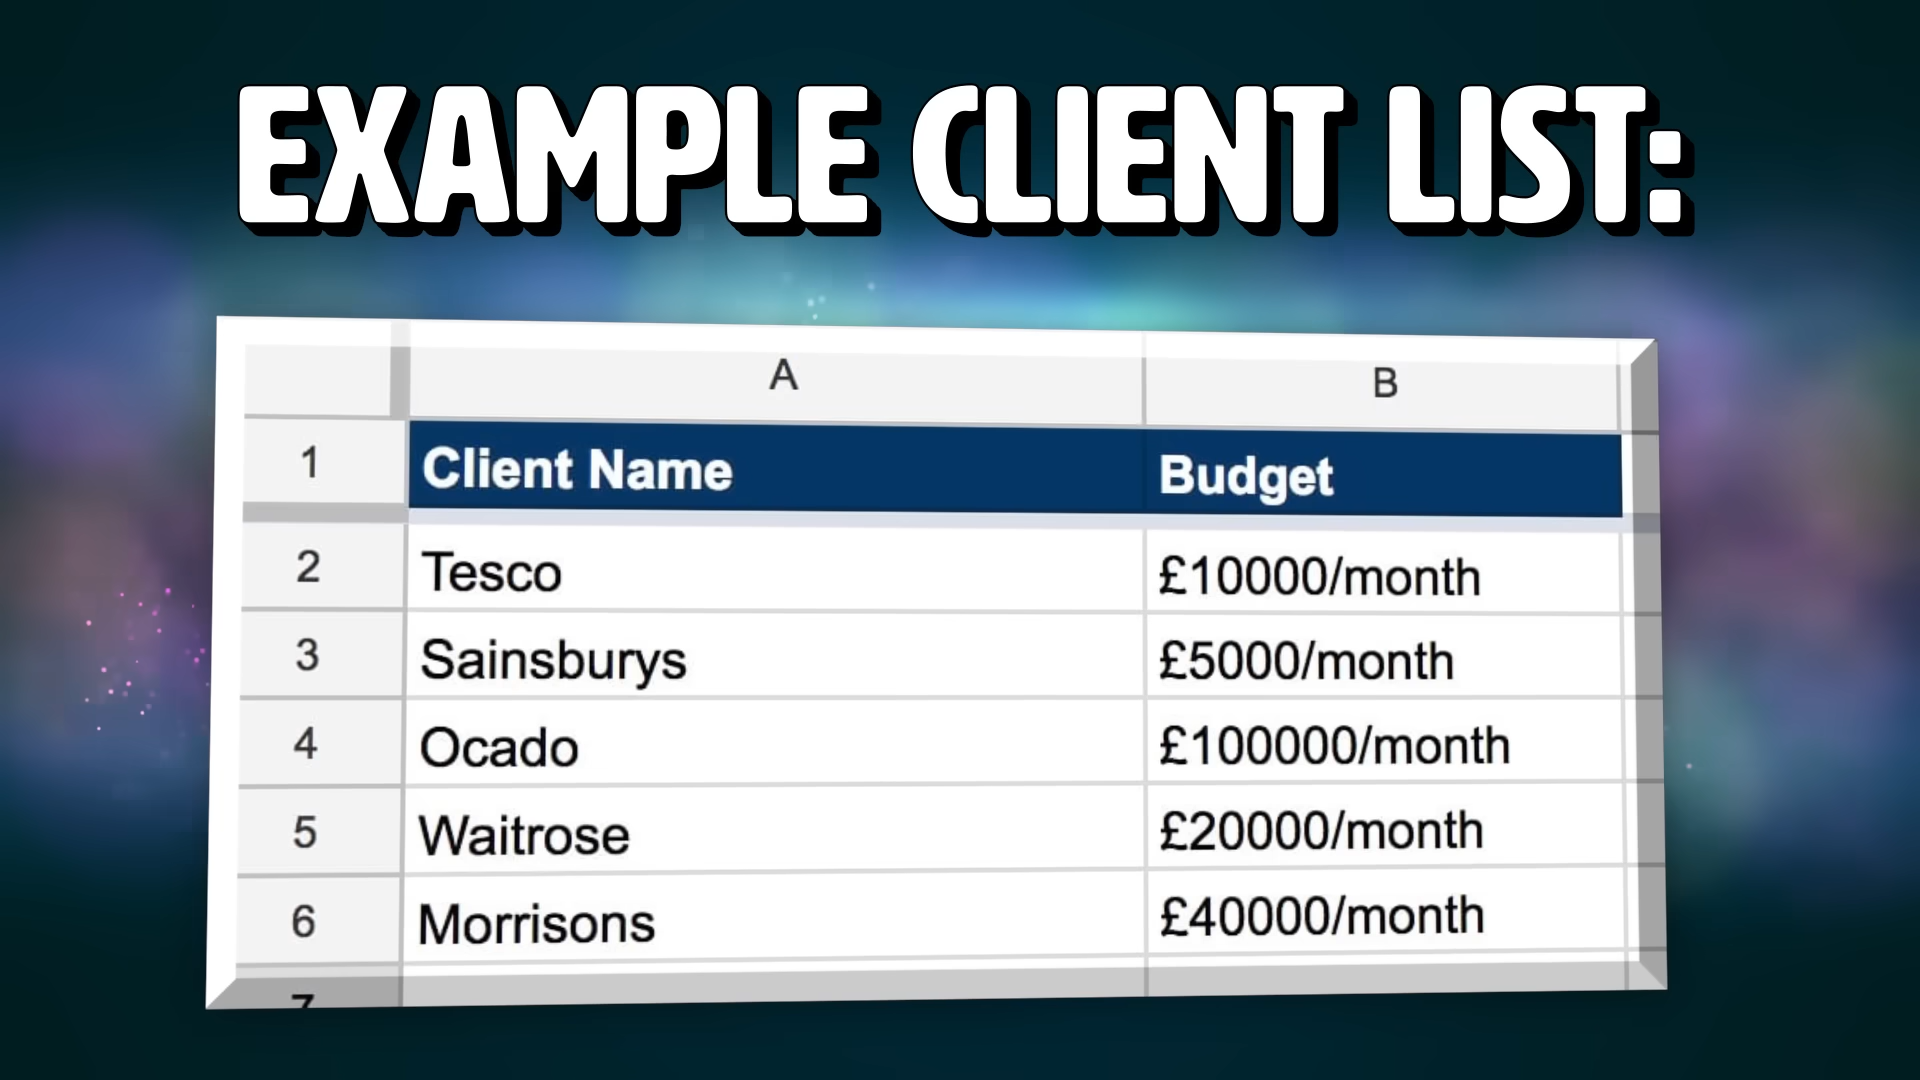 EXAMPLE CLIENT LIST:
A B
1 Client Name Budget
2 Tesco £10000/month
3 Sainsburys £5000/month
4 Ocado £100000/month
5 Waitrose £20000/month
6 Morrisons £40000/month
7